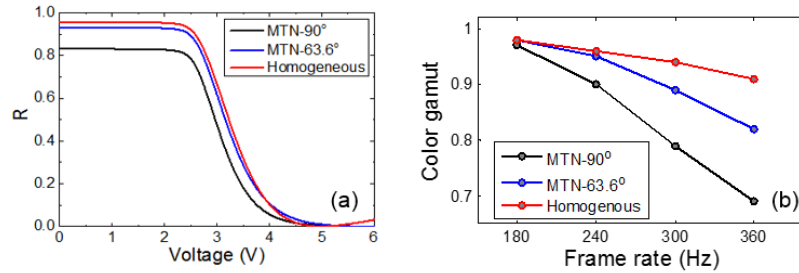 1.0
0.8
0.6
0.4
0.2
0.0
R
MTN-90°
MTN-63.6°
Homogeneous
(a)
0 1 2 3 4 5 6
Voltage (V)
1
0.9
0.8
0.7
Color gamut
MTN-90⁰
MTN-63.6⁰
Homogenous
(b)
180 240 300 360
Frame rate (Hz)